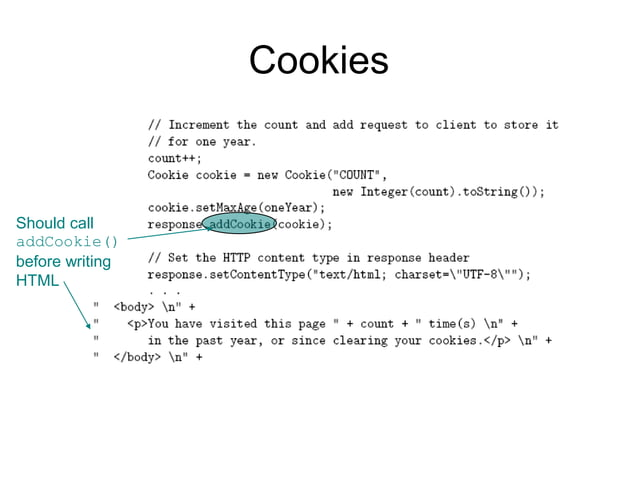 Cookies
// Increment the count and add request to client to store it
// for one year.
count++;
Cookie cookie = new Cookie("COUNT",
new Integer(count).toString());
cookie.setMaxAge(oneYear);
response.addCookie(cookie);
Should call
addCookie()
before writing
HTML
// Set the HTTP content type in response header
response.setContentType("text/html; charset=\"UTF-8\"");
. . .
"  <body> \n" +
"    <p>You have visited this page " + count + " time(s) \n" +
"       in the past year, or since clearing your cookies.</p> \n" +
"  </body> \n" +